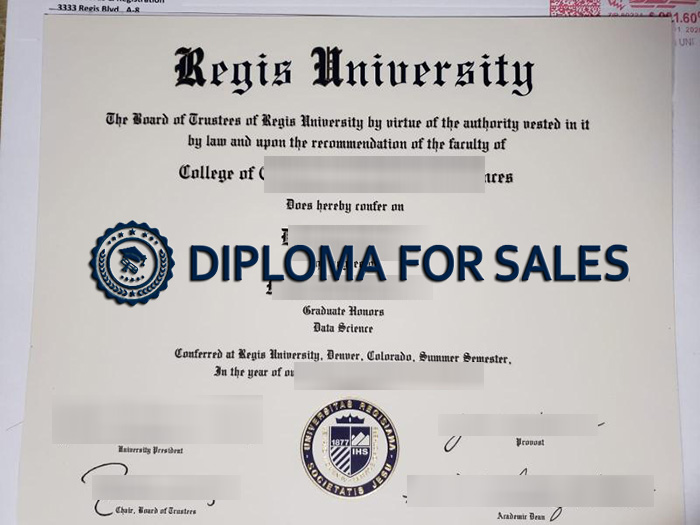 3333 Regis Blvd., A-8
Regis University
The Board of Trustees of Regis University by virtue of the authority vested in it
by law and upon the recommendation of the faculty of
College of
Does hereby confer on
DIPLOMA FOR SALES
Graduate Honors
Data Science
Conferred at Regis University, Denver, Colorado, Summer Semester,
In the year of
UNIVERSITAS REGIANA
1877
IHS
SOCIETATIS JESU
University President
Provost
Chair, Board of Trustees
Academic Dean